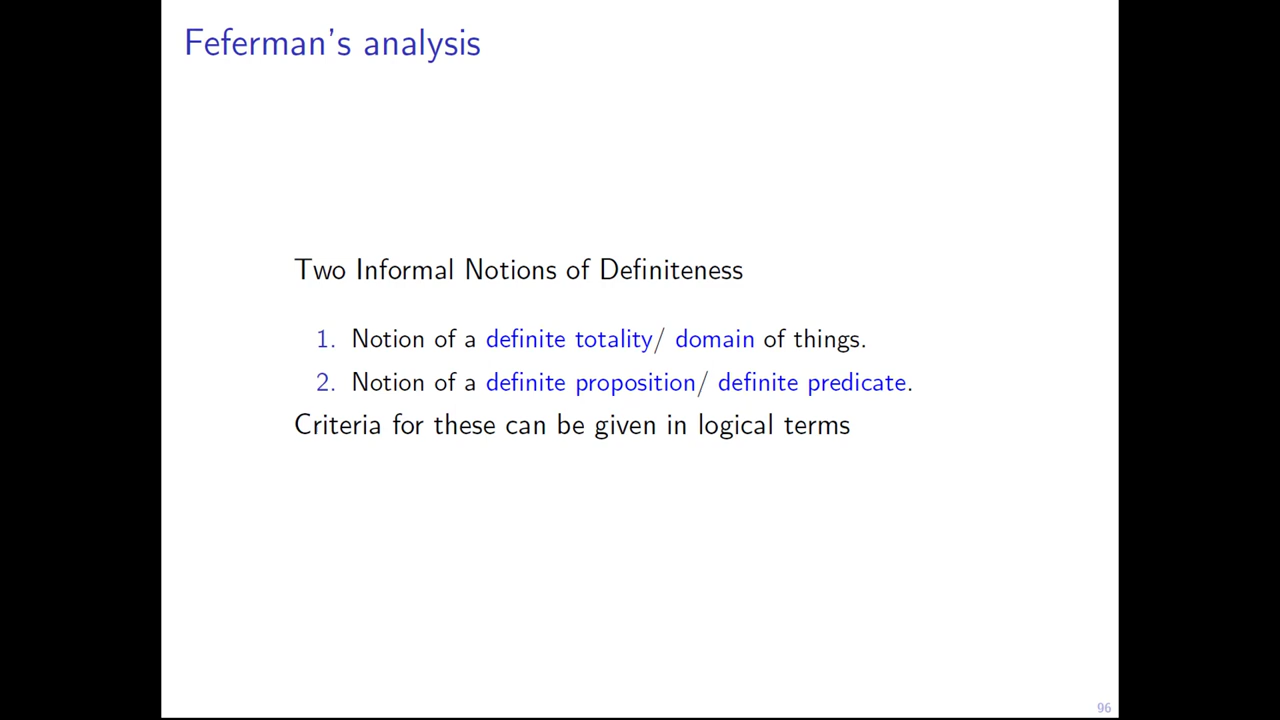 Feferman's analysis
Two Informal Notions of Definiteness
1. Notion of a definite totality/ domain of things.
2. Notion of a definite proposition/ definite predicate.
Criteria for these can be given in logical terms
96